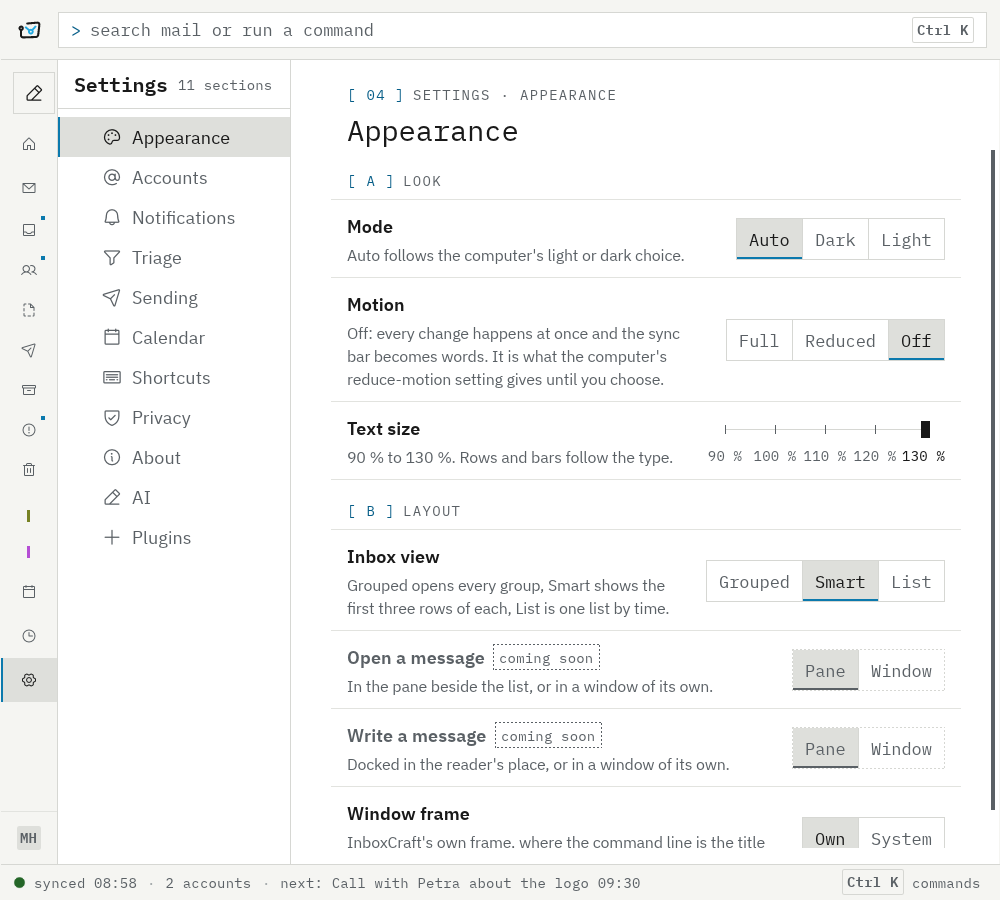 > search mail or run a command
Ctrl K
Settings 11 sections
Appearance
Accounts
Notifications
Triage
Sending
Calendar
Shortcuts
Privacy
About
AI
Plugins
[ 04 ] SETTINGS · APPEARANCE
Appearance
[ A ] LOOK
Mode
Auto follows the computer's light or dark choice.
Auto Dark Light
Motion
Off: every change happens at once and the sync
bar becomes words. It is what the computer's
reduce-motion setting gives until you choose.
Full Reduced Off
Text size
90 % to 130 %. Rows and bars follow the type.
90 % 100 % 110 % 120 % 130 %
[ B ] LAYOUT
Inbox view
Grouped opens every group, Smart shows the
first three rows of each, List is one list by time.
Grouped Smart List
Open a message coming soon
In the pane beside the list, or in a window of its own.
Pane Window
Write a message coming soon
Docked in the reader's place, or in a window of its own.
Pane Window
Window frame
InboxCraft's own frame, where the command line is the title
Own System
MH
synced 08:58 · 2 accounts · next: Call with Petra about the logo 09:30
Ctrl K commands